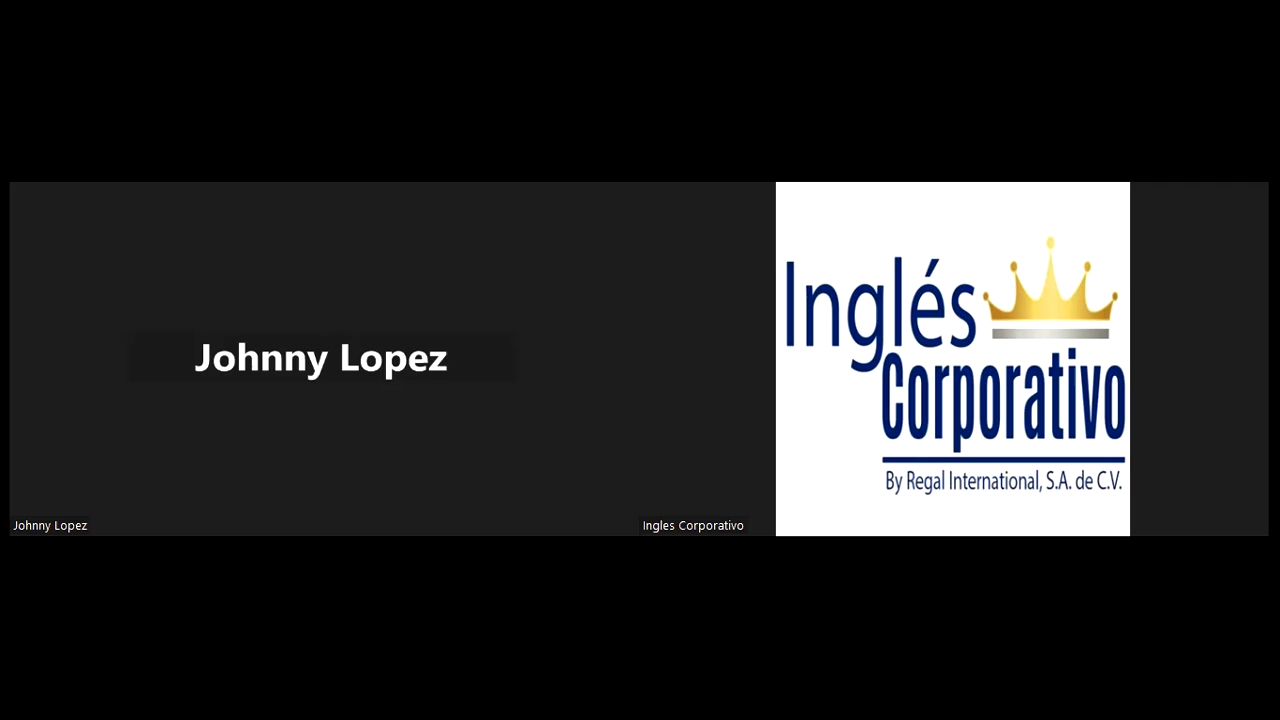 Johnny Lopez
Johnny Lopez
Inglés
Corporativo
By Regal International, S.A. de C.V.
Ingles Corporativo